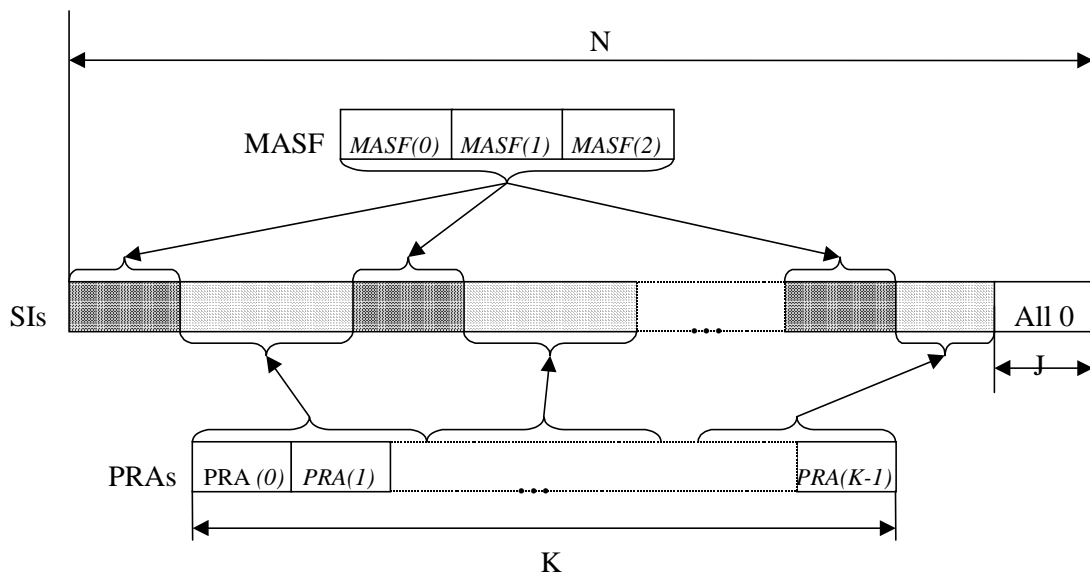 N
MASF
MASF(0) MASF(1) MASF(2)
SIs
All 0
J
PRAs
PRA (0) PRA(1) PRA(K-1)
K